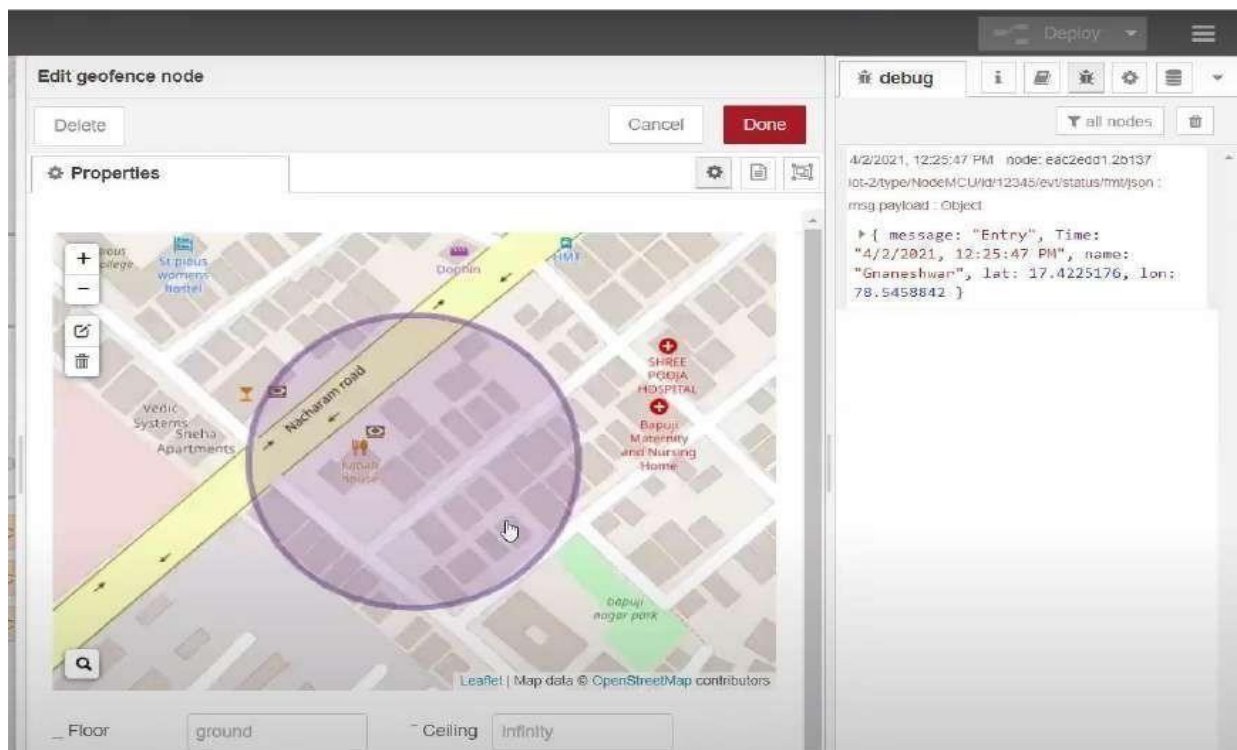 Deploy
Edit geofence node
Delete
Cancel
Done
Properties
+
−
St pious
womens
hostel
Dolphin
HMT
SHREE
POOJA
HOSPITAL
Bapuji
Maternity
and Nursing
Home
Nacharam road
Vedic
Systems
Sneha
Apartments
Kabab
house
bapuji
nagar park
Leaflet | Map data © OpenStreetMap contributors
Floor
ground
Ceiling
infinity
debug
i
all nodes
4/2/2021, 12:25:47 PM node: eac2edd1.2b137
iot-2/type/NodeMCU/id/12345/evt/status/fmt/json :
msg.payload : Object
{ message: "Entry", Time:
"4/2/2021, 12:25:47 PM", name:
"Gnaneshwar", lat: 17.4225176, lon:
78.5458842 }